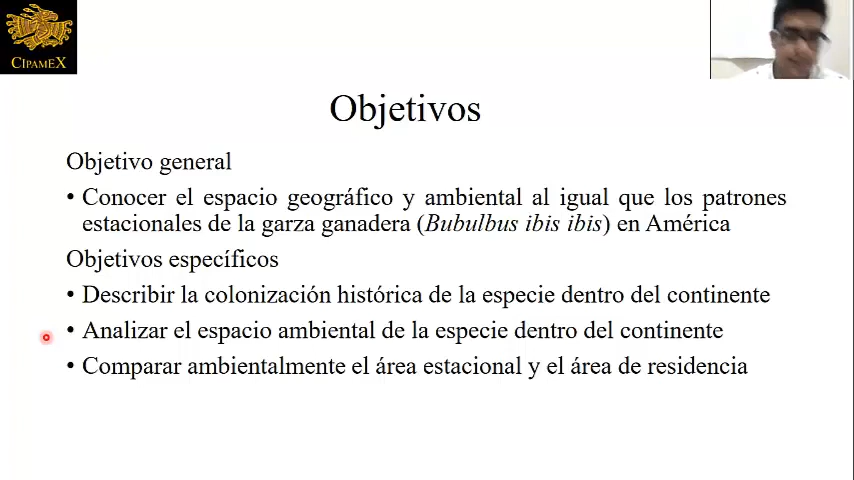 CIPAMEX
Objetivos
Objetivo general
• Conocer el espacio geográfico y ambiental al igual que los patrones
estacionales de la garza ganadera (Bubulbus ibis ibis) en América
Objetivos específicos
• Describir la colonización histórica de la especie dentro del continente
• Analizar el espacio ambiental de la especie dentro del continente
• Comparar ambientalmente el área estacional y el área de residencia